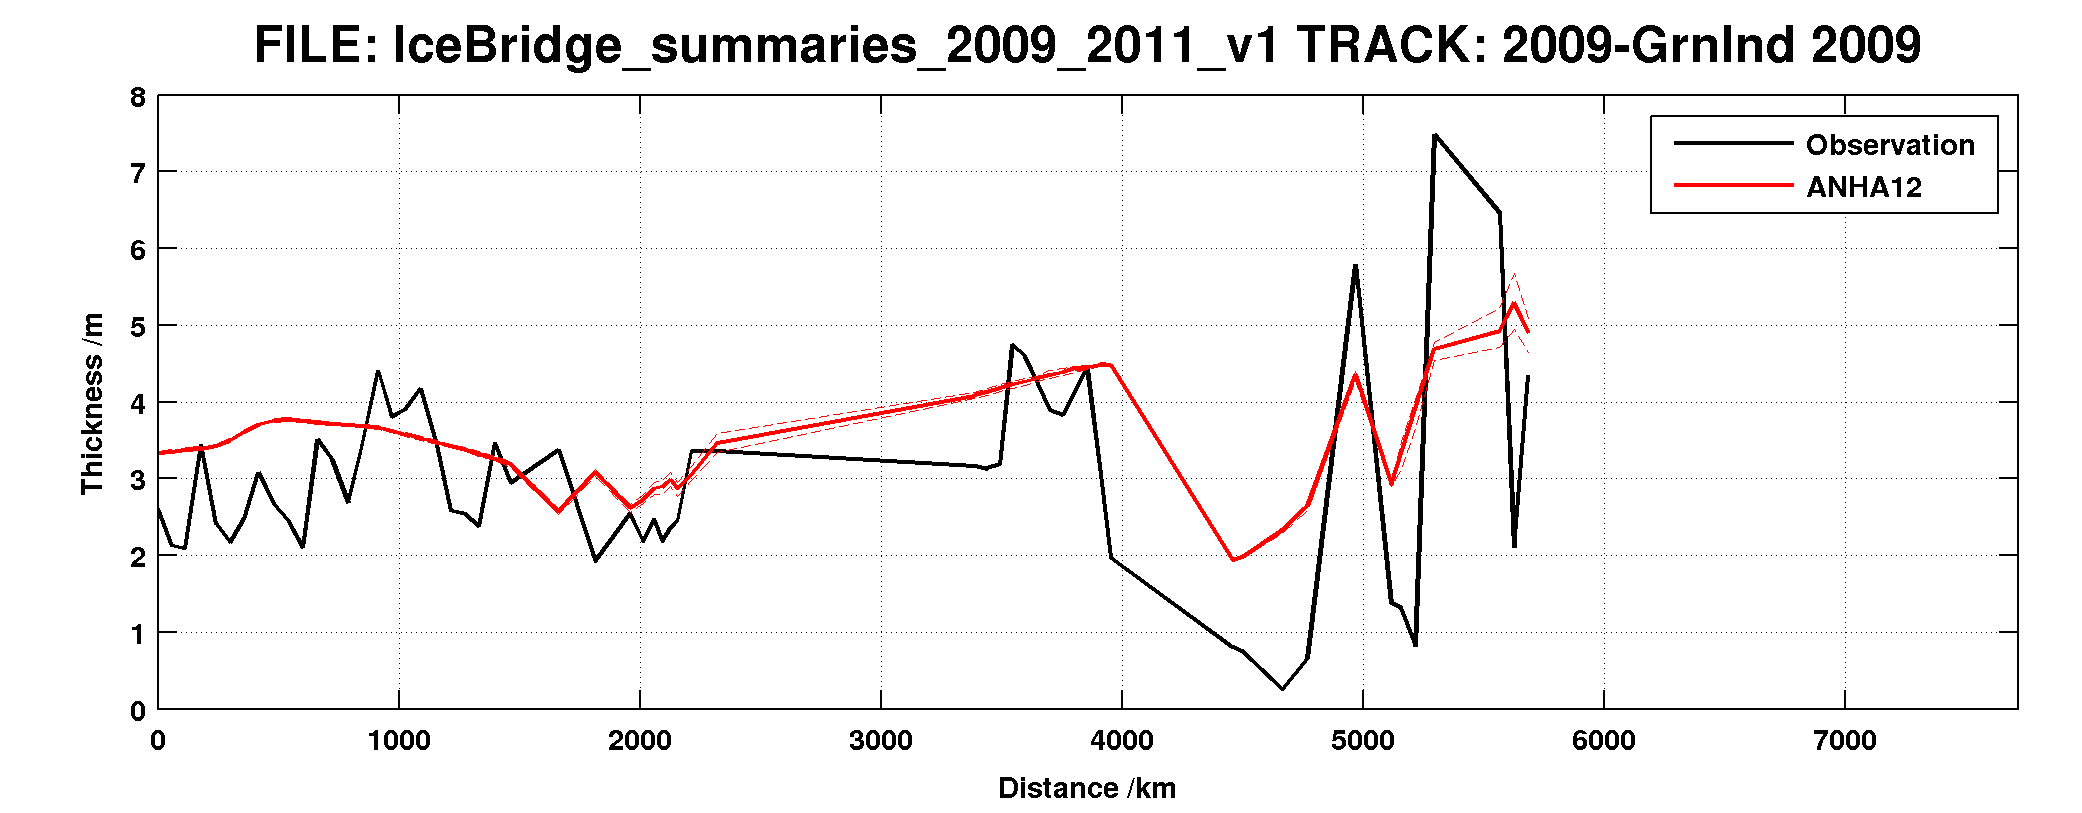 FILE: IceBridge_summaries_2009_2011_v1 TRACK: 2009-Grnlnd 2009
8
7
6
5
4
3
2
1
0
Thickness /m
Observation
ANHA12
0 1000 2000 3000 4000 5000 6000 7000
Distance /km